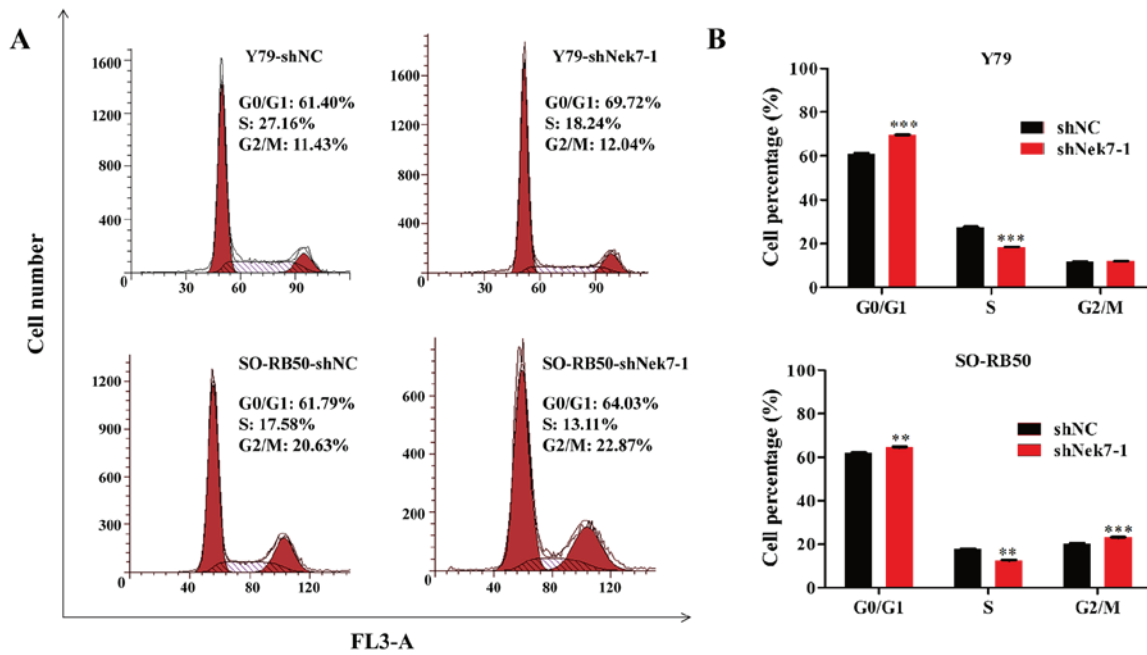 A
Cell number
FL3-A
Y79-shNC
G0/G1: 61.40%
S: 27.16%
G2/M: 11.43%
1600
1200
800
400
0
30
60
90
Y79-shNek7-1
G0/G1: 69.72%
S: 18.24%
G2/M: 12.04%
1600
1200
800
400
0
30
60
90
SO-RB50-shNC
G0/G1: 61.79%
S: 17.58%
G2/M: 20.63%
1200
900
600
300
0
40
80
120
SO-RB50-shNek7-1
G0/G1: 64.03%
S: 13.11%
G2/M: 22.87%
600
400
200
0
40
80
120
B
Y79
Cell percentage (%)
100
80
60
40
20
0
***
***
shNC
shNek7-1
G0/G1
S
G2/M
SO-RB50
Cell percentage (%)
100
80
60
40
20
0
**
**
***
shNC
shNek7-1
G0/G1
S
G2/M